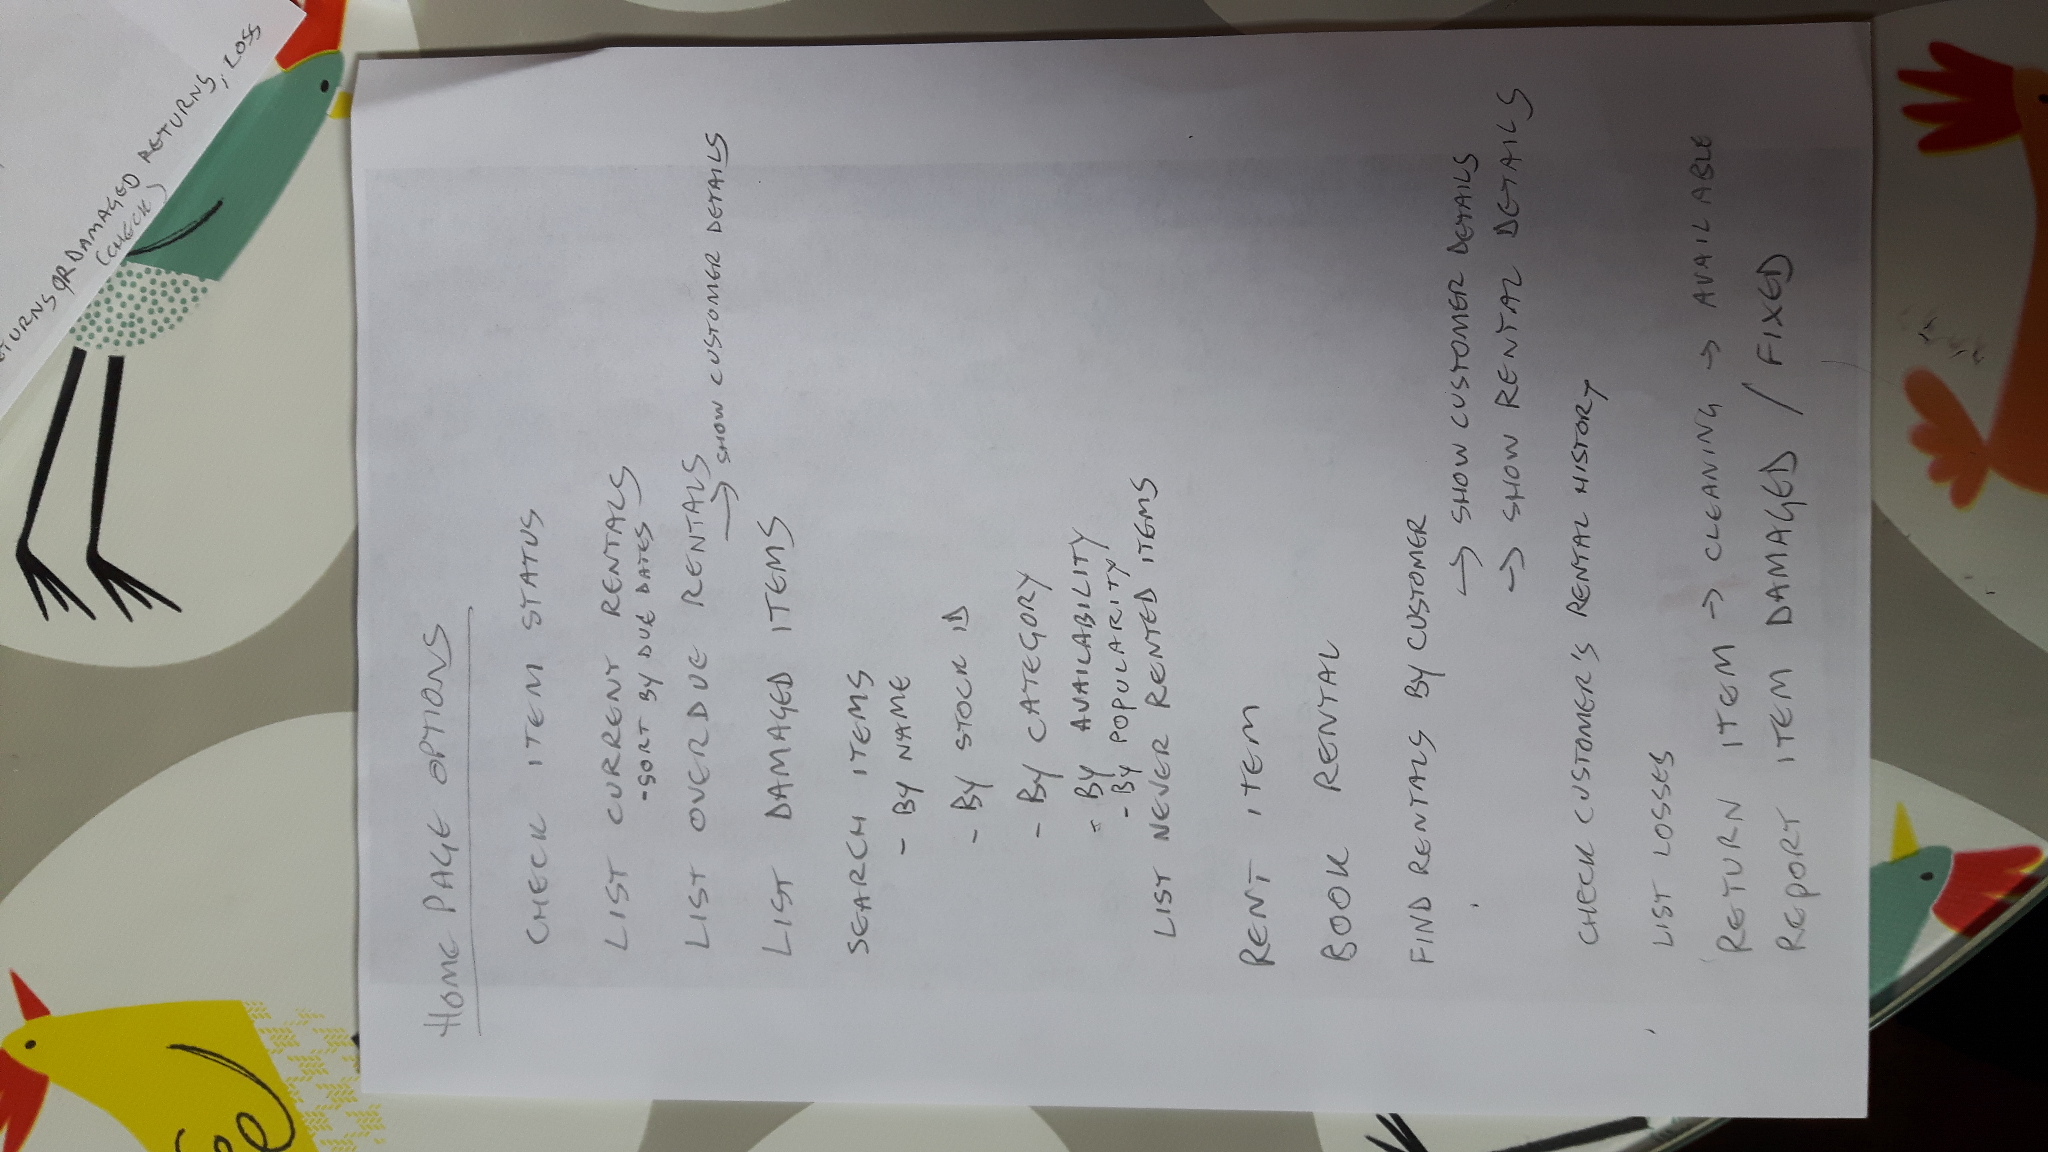 TURNS OR DAMAGED RETURNS, LOSS
(CHECK)
HOME PAGE OPTIONS
CHECK ITEM STATUS
LIST CURRENT RENTALS
-SORT BY DUE DATES
LIST OVERDUE RENTALS
→ SHOW CUSTOMER DETAILS
LIST DAMAGED ITEMS
SEARCH ITEMS
- BY NAME
- BY STOCK ID
- BY CATEGORY
- BY AVAILABILITY
- BY POPULARITY
LIST NEVER RENTED ITEMS
RENT ITEM
BOOK RENTAL
FIND RENTALS BY CUSTOMER
→ SHOW CUSTOMER DETAILS
→ SHOW RENTAL DETAILS
CHECK CUSTOMER'S RENTAL HISTORY
LIST LOSSES
RETURN ITEM → CLEANING → AVAILABLE
REPORT ITEM DAMAGED / FIXED